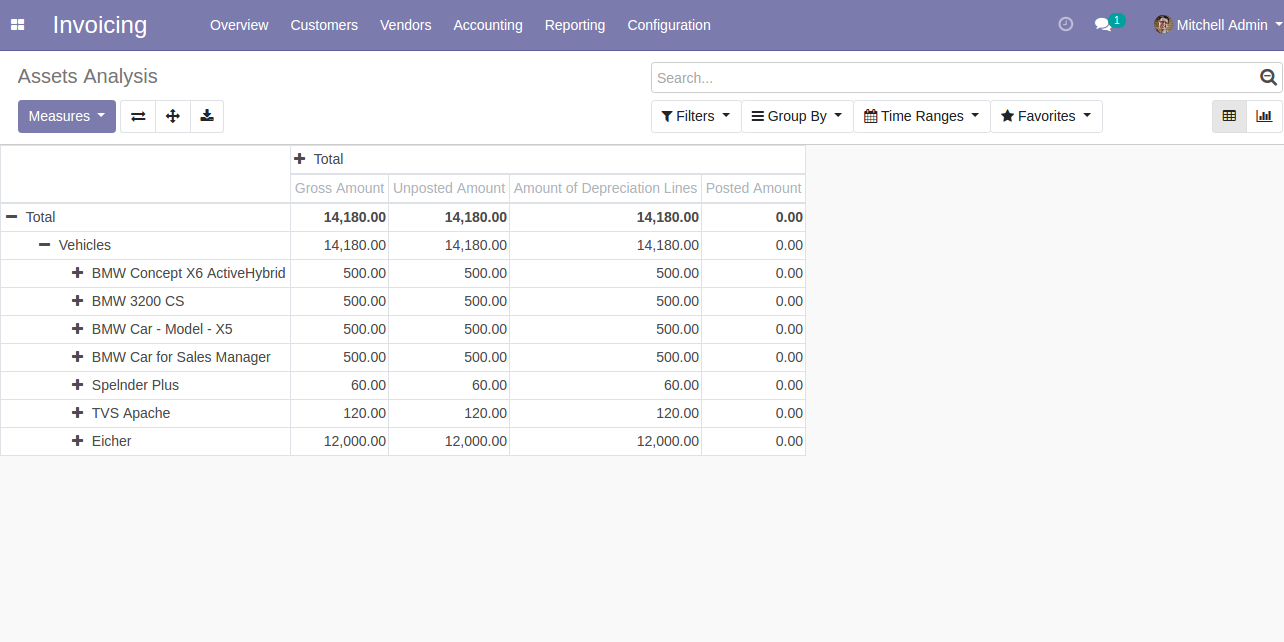 Invoicing Overview Customers Vendors Accounting Reporting Configuration 1 Mitchell Admin
Assets Analysis Search...
Measures Filters Group By Time Ranges Favorites
Total
Gross Amount Unposted Amount Amount of Depreciation Lines Posted Amount
Total 14,180.00 14,180.00 14,180.00 0.00
Vehicles 14,180.00 14,180.00 14,180.00 0.00
BMW Concept X6 ActiveHybrid 500.00 500.00 500.00 0.00
BMW 3200 CS 500.00 500.00 500.00 0.00
BMW Car - Model - X5 500.00 500.00 500.00 0.00
BMW Car for Sales Manager 500.00 500.00 500.00 0.00
Spelnder Plus 60.00 60.00 60.00 0.00
TVS Apache 120.00 120.00 120.00 0.00
Eicher 12,000.00 12,000.00 12,000.00 0.00